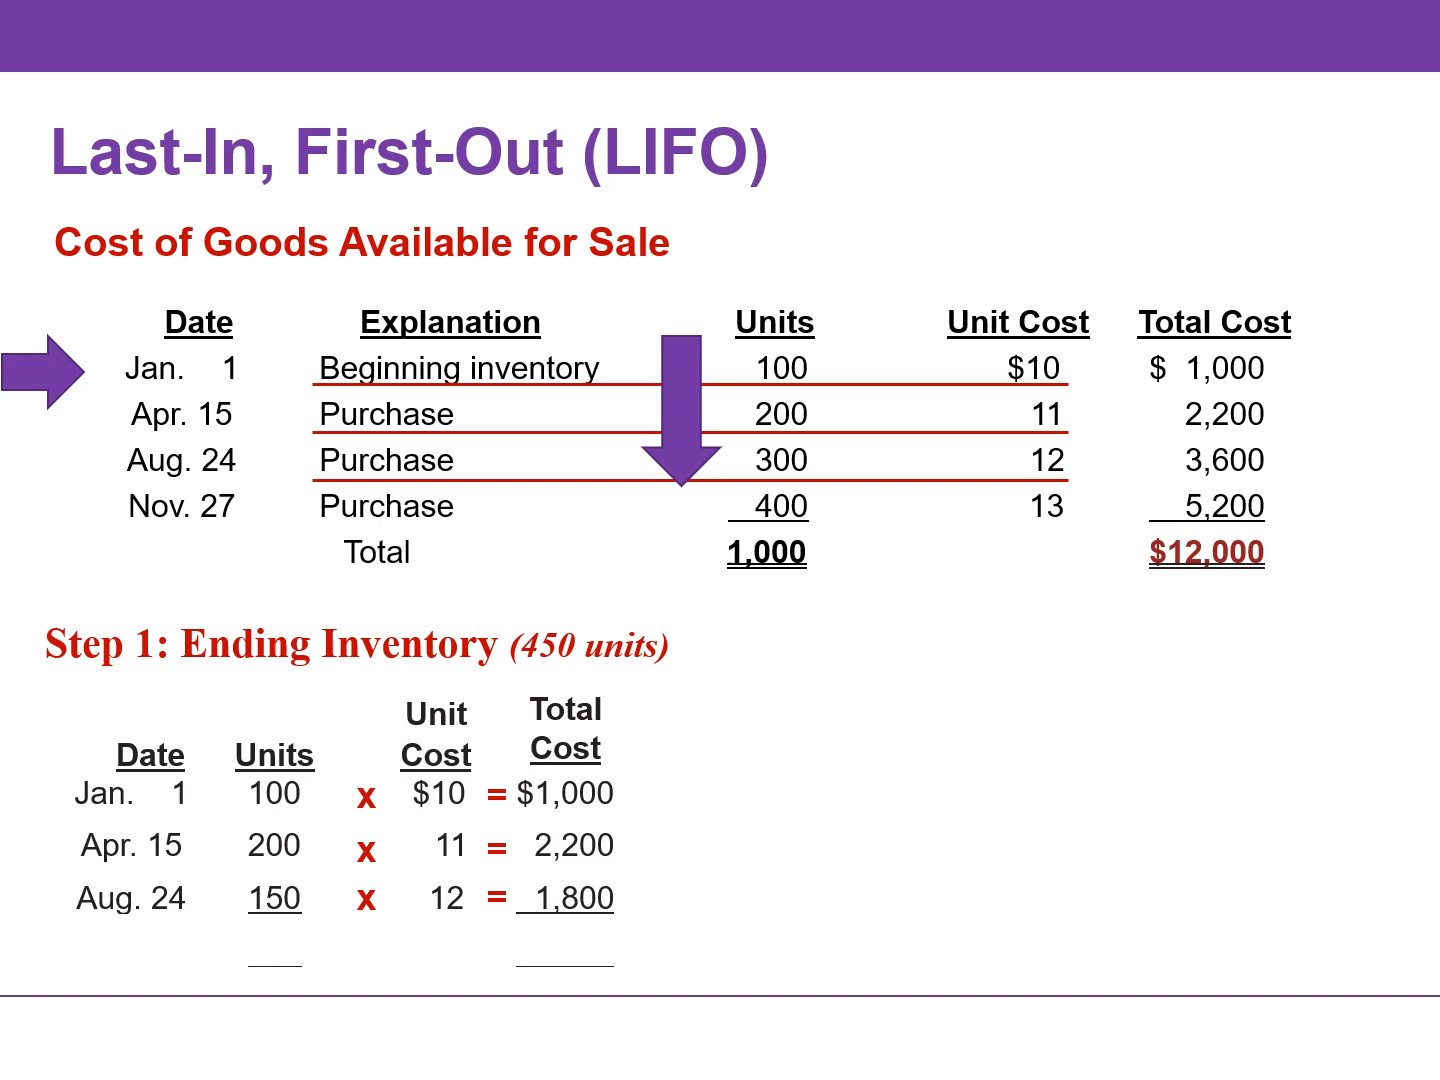 Last-In, First-Out (LIFO)
Cost of Goods Available for Sale
Date Explanation Units Unit Cost Total Cost
Jan. 1 Beginning inventory 100 $10 $ 1,000
Apr. 15 Purchase 200 11 2,200
Aug. 24 Purchase 300 12 3,600
Nov. 27 Purchase 400 13 5,200
Total 1,000 $12,000
Step 1: Ending Inventory (450 units)
Unit Total
Date Units Cost Cost
Jan. 1 100 x $10 = $1,000
Apr. 15 200 x 11 = 2,200
Aug. 24 150 x 12 = 1,800